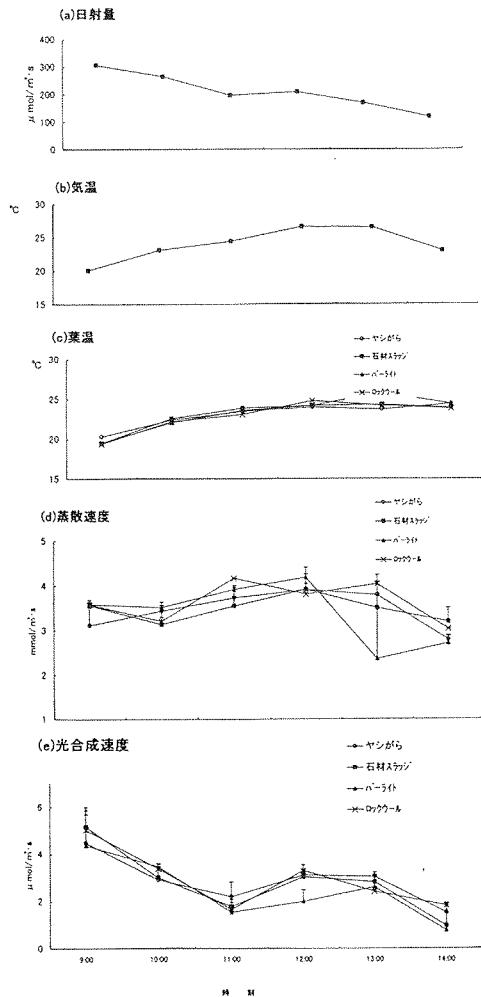 (a)日射量
μmol/m²·s
400
300
200
100
0
(b)気温
℃
30
25
20
15
(c)葉温
℃
30
25
20
15
ヤシがら
石材スラッジ
パーライト
ロックウール
(d)蒸散速度
mmol/m²·s
5
4
3
2
1
ヤシがら
石材スラッジ
パーライト
ロックウール
(e)光合成速度
μmol/m²·s
6
4
2
0
ヤシがら
石材スラッジ
パーライト
ロックウール
9:00 10:00 11:00 12:00 13:00 14:00
時 刻